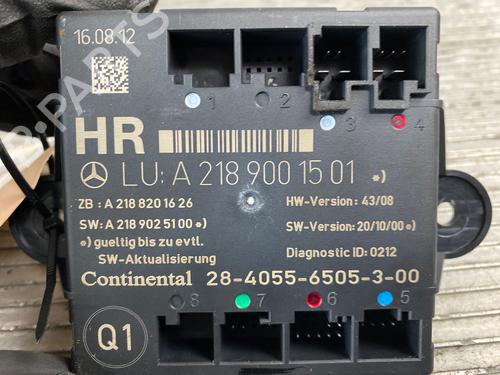 16.08.12
1 2 3 4
HR
LU: A 218 900 15 01 *)
ZB : A 218 820 16 26
HW-Version : 43/08
SW: A 218 902 51 00 *)
SW-Version: 20/10/00 *)
*) gueltig bis zu evtl.
SW-Aktualisierung
Diagnostic ID: 0212
Continental 28-4055-6505-3-00
8 7 6 5
Q1